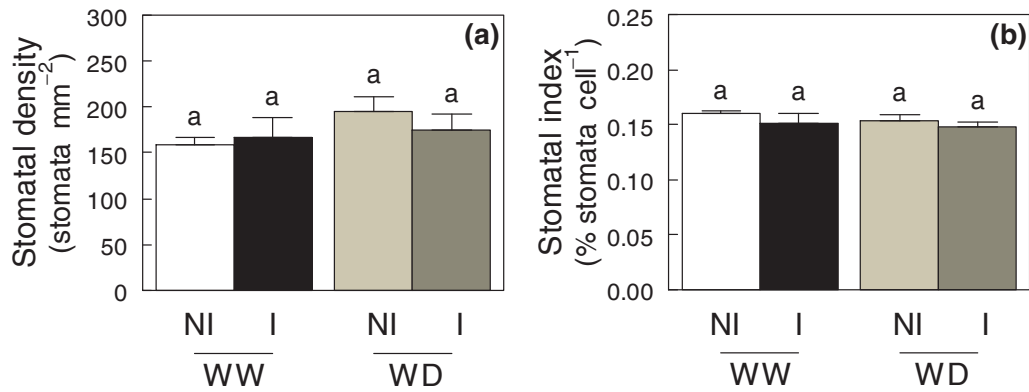 Stomatal density
(stomata mm⁻²)
300
250
200
150
100
50
0
(a)
a
a
a
a
NI
I
NI
I
WW
WD
Stomatal index
(% stomata cell⁻¹)
0.25
0.20
0.15
0.10
0.05
0.00
(b)
a
a
a
a
NI
I
NI
I
WW
WD